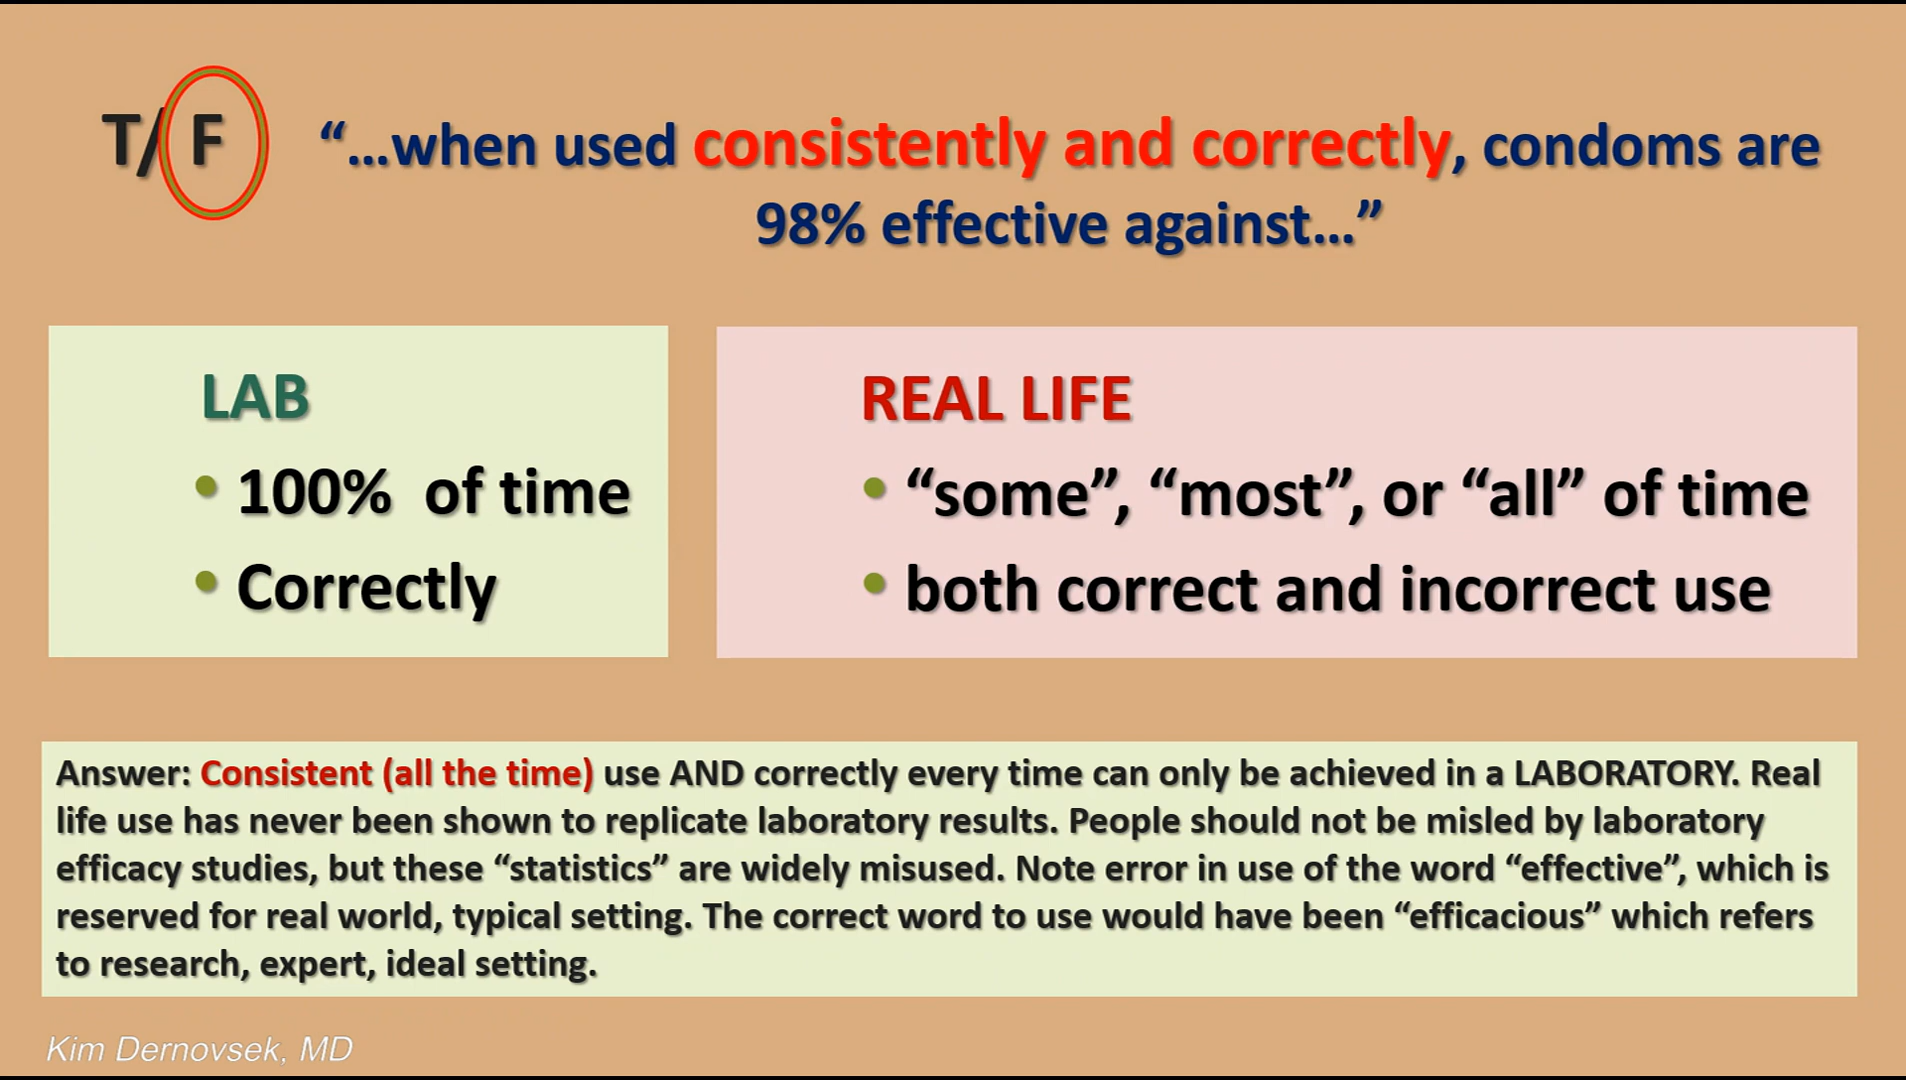 T/ F
“...when used consistently and correctly, condoms are
98% effective against...”
LAB
• 100%  of time
• Correctly
REAL LIFE
• “some”, “most”, or “all” of time
• both correct and incorrect use
Answer: Consistent (all the time) use AND correctly every time can only be achieved in a LABORATORY. Real
life use has never been shown to replicate laboratory results. People should not be misled by laboratory
efficacy studies, but these “statistics” are widely misused. Note error in use of the word “effective”, which is
reserved for real world, typical setting. The correct word to use would have been “efficacious” which refers
to research, expert, ideal setting.
Kim Dernovsek, MD